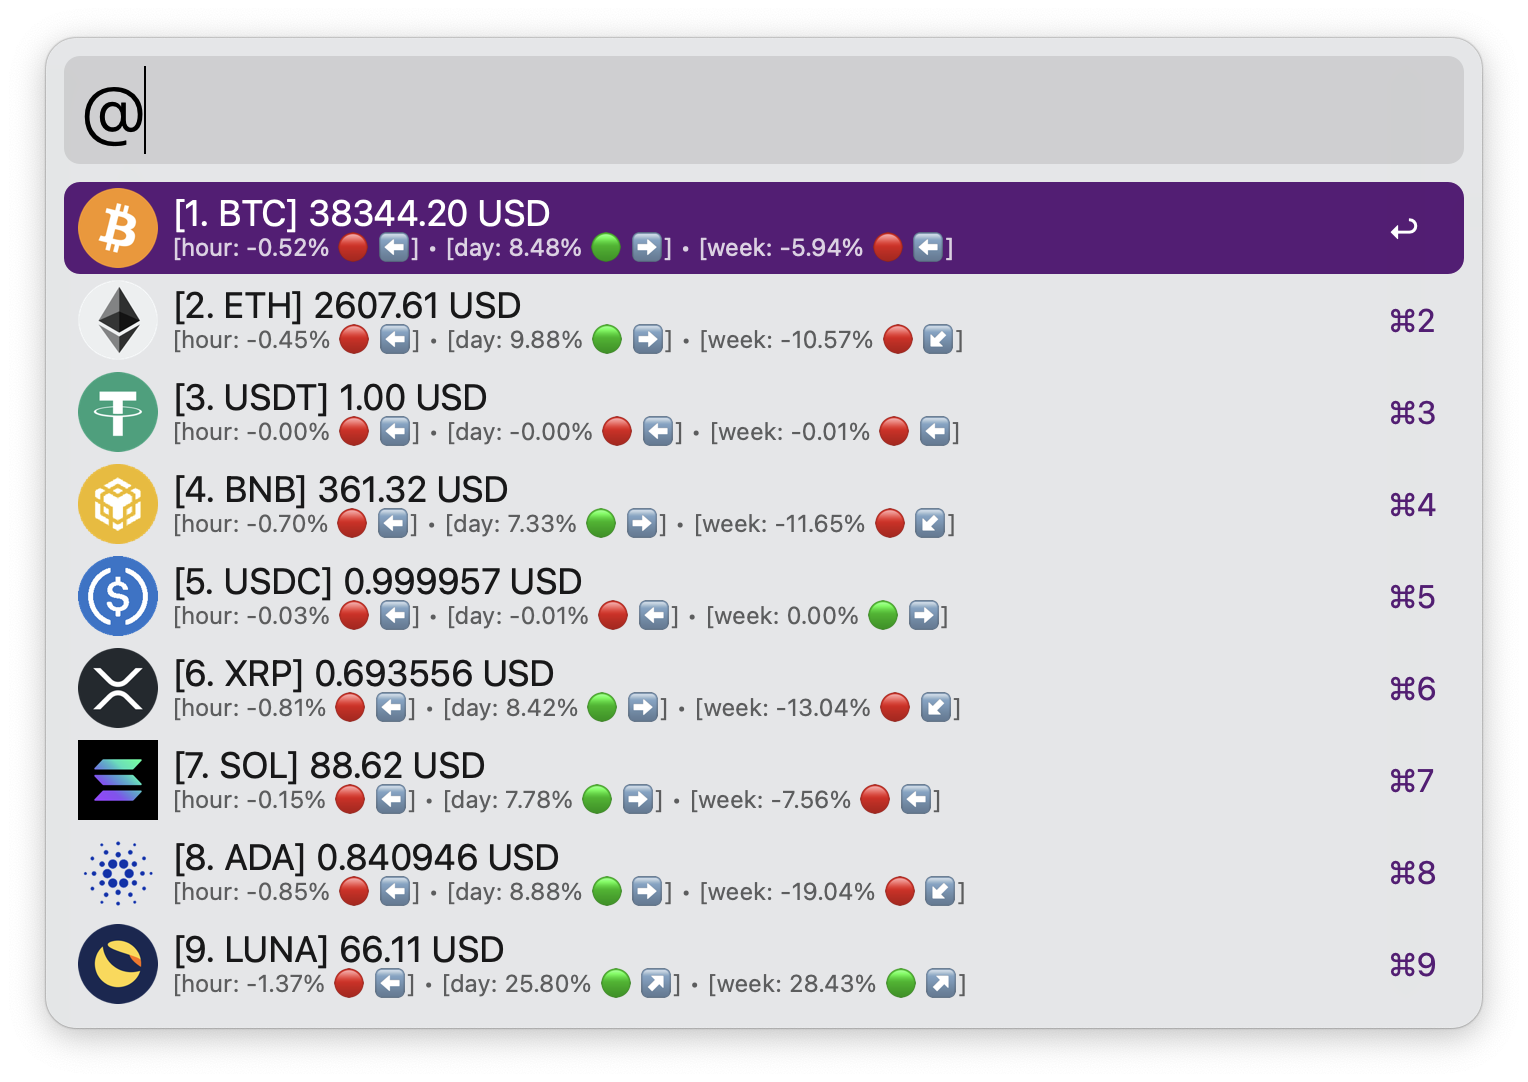 @
[1. BTC] 38344.20 USD
[hour: -0.52% 🔴 ⬅️] • [day: 8.48% 🟢 ➡️] • [week: -5.94% 🔴 ⬅️]
[2. ETH] 2607.61 USD
⌘2
[hour: -0.45% 🔴 ⬅️] • [day: 9.88% 🟢 ➡️] • [week: -10.57% 🔴 ↙️]
[3. USDT] 1.00 USD
⌘3
[hour: -0.00% 🔴 ⬅️] • [day: -0.00% 🔴 ⬅️] • [week: -0.01% 🔴 ⬅️]
[4. BNB] 361.32 USD
⌘4
[hour: -0.70% 🔴 ⬅️] • [day: 7.33% 🟢 ➡️] • [week: -11.65% 🔴 ↙️]
[5. USDC] 0.999957 USD
⌘5
[hour: -0.03% 🔴 ⬅️] • [day: -0.01% 🔴 ⬅️] • [week: 0.00% 🟢 ➡️]
[6. XRP] 0.693556 USD
⌘6
[hour: -0.81% 🔴 ⬅️] • [day: 8.42% 🟢 ➡️] • [week: -13.04% 🔴 ↙️]
[7. SOL] 88.62 USD
⌘7
[hour: -0.15% 🔴 ⬅️] • [day: 7.78% 🟢 ➡️] • [week: -7.56% 🔴 ⬅️]
[8. ADA] 0.840946 USD
⌘8
[hour: -0.85% 🔴 ⬅️] • [day: 8.88% 🟢 ➡️] • [week: -19.04% 🔴 ↙️]
[9. LUNA] 66.11 USD
⌘9
[hour: -1.37% 🔴 ⬅️] • [day: 25.80% 🟢 ↗️] • [week: 28.43% 🟢 ↗️]